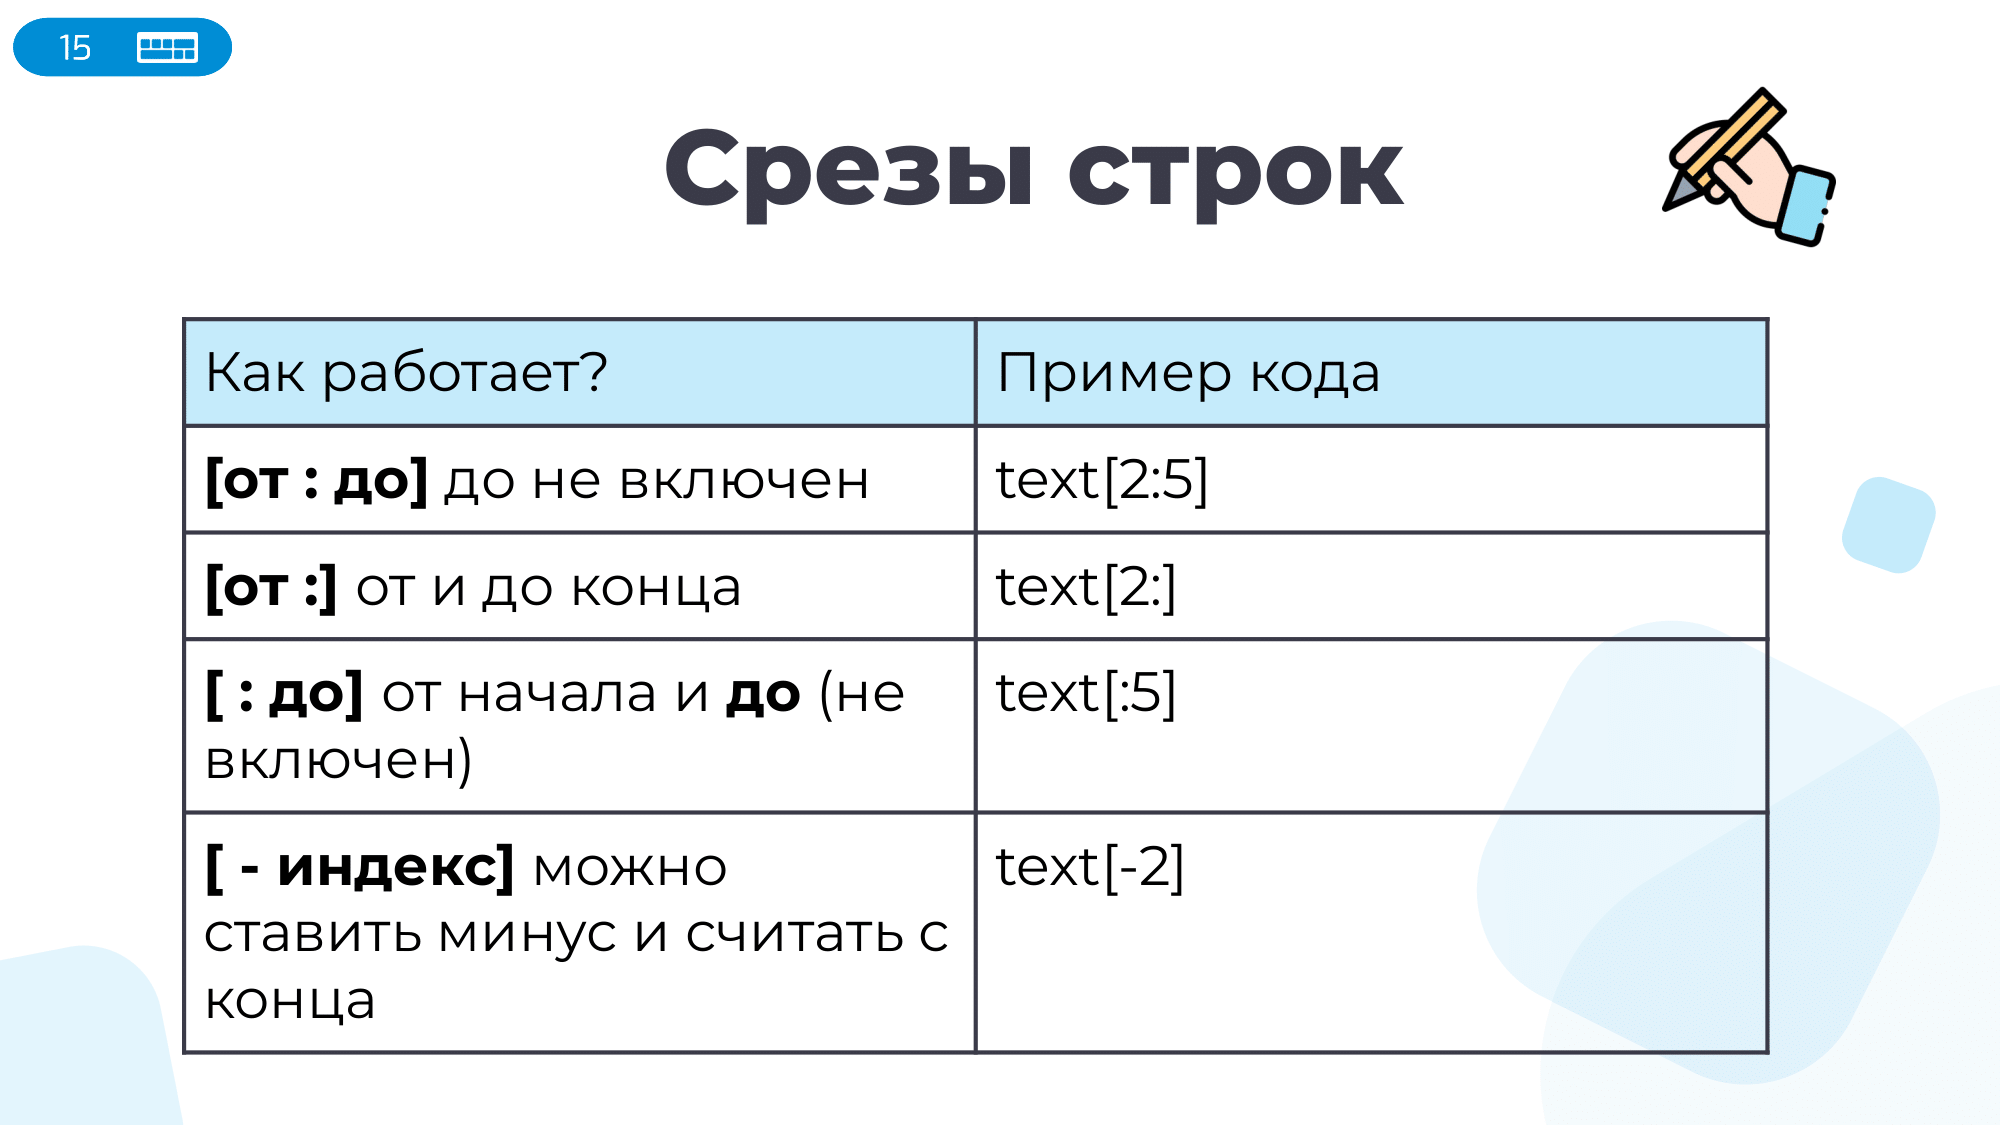 15
Срезы строк
Как работает?
Пример кода
[от : до] до не включен
text[2:5]
[от :] от и до конца
text[2:]
[ : до] от начала и до (не
включен)
text[:5]
[ - индекс] можно
ставить минус и считать с
конца
text[-2]